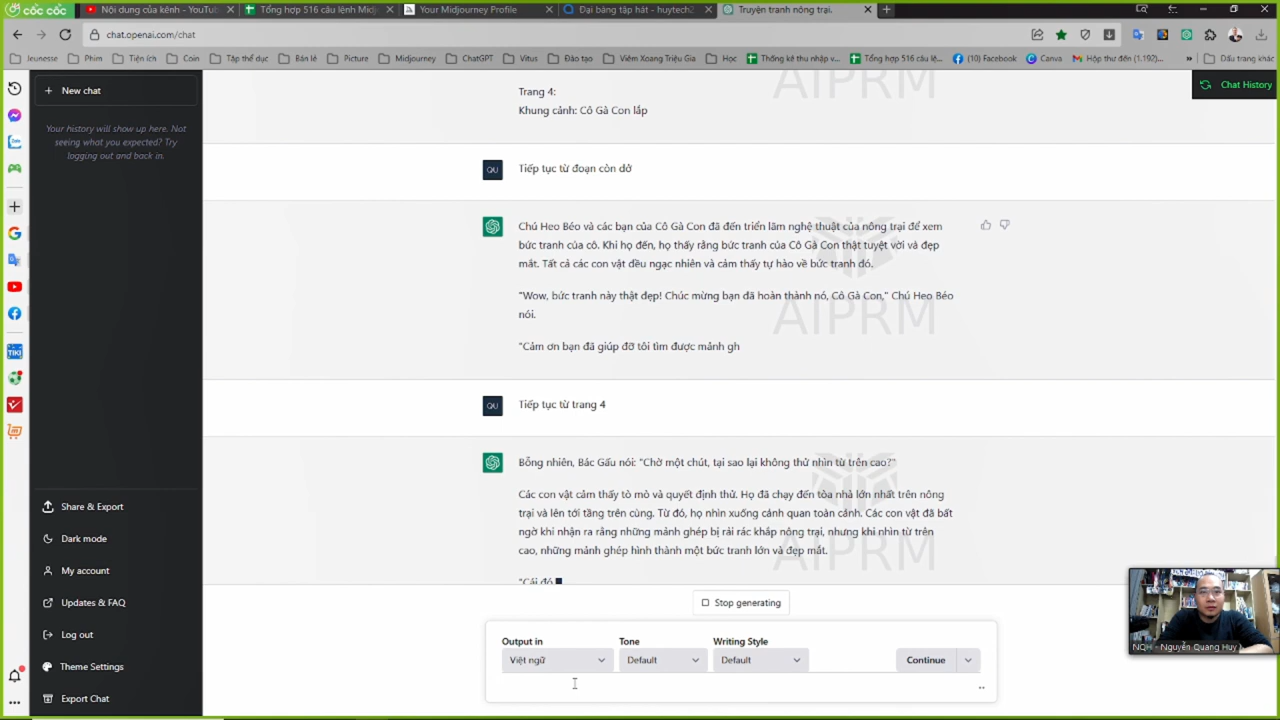 cốc cốc
Nội dung của kênh - YouTub
Tổng hợp 516 câu lệnh Midj
Your Midjourney Profile
Đại bàng tập hát - huytech2
Truyện tranh nông trại.
chat.openai.com/chat
Jeunesse
Phim
Tiện ích
Coin
Tập thể dục
Bán lẻ
Picture
Midjourney
ChatGPT
Vitus
Đào tạo
Viêm Xoang Triệu Gia
Học
Thống kê thu nhập v...
Tổng hợp 516 câu lệ...
(10) Facebook
Canva
Hộp thư đến (1.192)...
Dấu trang khác
New chat
Your history will show up here. Not
seeing what you expected? Try
logging out and back in.
Chat History
AIPRM
Trang 4:
Khung cảnh: Cô Gà Con lắp
QU
Tiếp tục từ đoạn còn dở
Chú Heo Béo và các bạn của Cô Gà Con đã đến triển lãm nghệ thuật của nông trại để xem
bức tranh của cô. Khi họ đến, họ thấy rằng bức tranh của Cô Gà Con thật tuyệt vời và đẹp
mắt. Tất cả các con vật đều ngạc nhiên và cảm thấy tự hào về bức tranh đó.
"Wow, bức tranh này thật đẹp! Chúc mừng bạn đã hoàn thành nó, Cô Gà Con," Chú Heo Béo
nói.
AIPRM
"Cảm ơn bạn đã giúp đỡ tôi tìm được mảnh gh
QU
Tiếp tục từ trang 4
Bỗng nhiên, Bác Gấu nói: "Chờ một chút, tại sao lại không thử nhìn từ trên cao?"
Các con vật cảm thấy tò mò và quyết định thử. Họ đã chạy đến tòa nhà lớn nhất trên nông
trại và lên tới tầng trên cùng. Từ đó, họ nhìn xuống cảnh quan toàn cảnh. Các con vật đã bất
ngờ khi nhận ra rằng những mảnh ghép bị rải rác khắp nông trại, nhưng khi nhìn từ trên
cao, những mảnh ghép hình thành một bức tranh lớn và đẹp mắt.
AIPRM
"Cái đó
Stop generating
Output in
Tone
Writing Style
Việt ngữ
Default
Default
Continue
Share & Export
Dark mode
My account
Updates & FAQ
Log out
Theme Settings
Export Chat
TIKI
NQH - Nguyễn Quang Huy